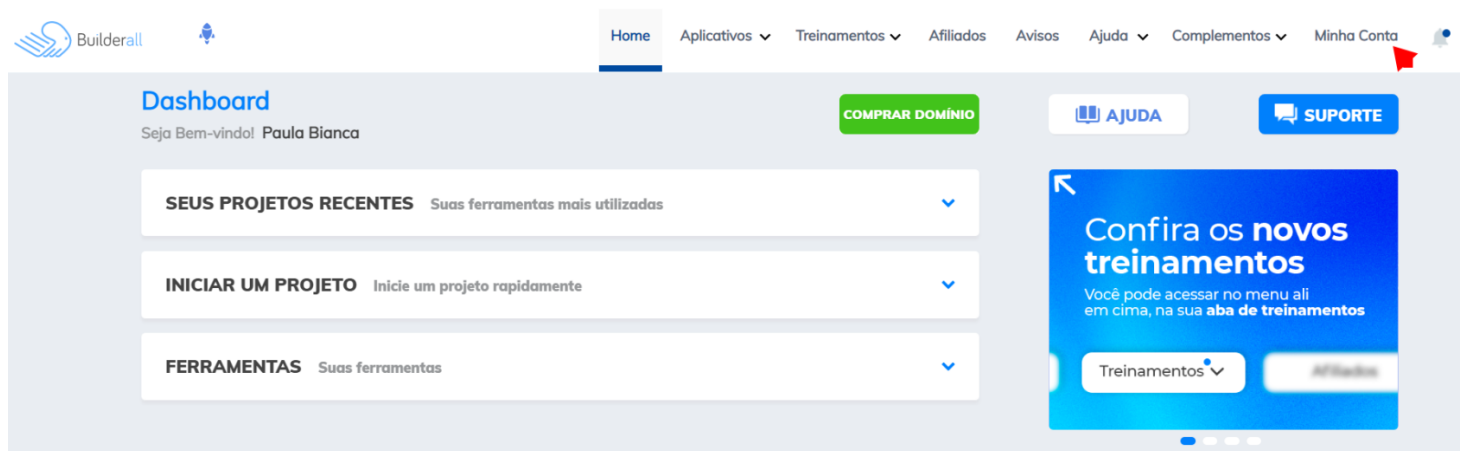 Builderall
Home Aplicativos Treinamentos Afiliados Avisos Ajuda Complementos Minha Conta
Dashboard
Seja Bem-vindo! Paula Bianca
COMPRAR DOMÍNIO
AJUDA
SUPORTE
SEUS PROJETOS RECENTES Suas ferramentas mais utilizadas
INICIAR UM PROJETO Inicie um projeto rapidamente
FERRAMENTAS Suas ferramentas
Confira os novos
treinamentos
Você pode acessar no menu ali
em cima, na sua aba de treinamentos
Treinamentos
Afiliados